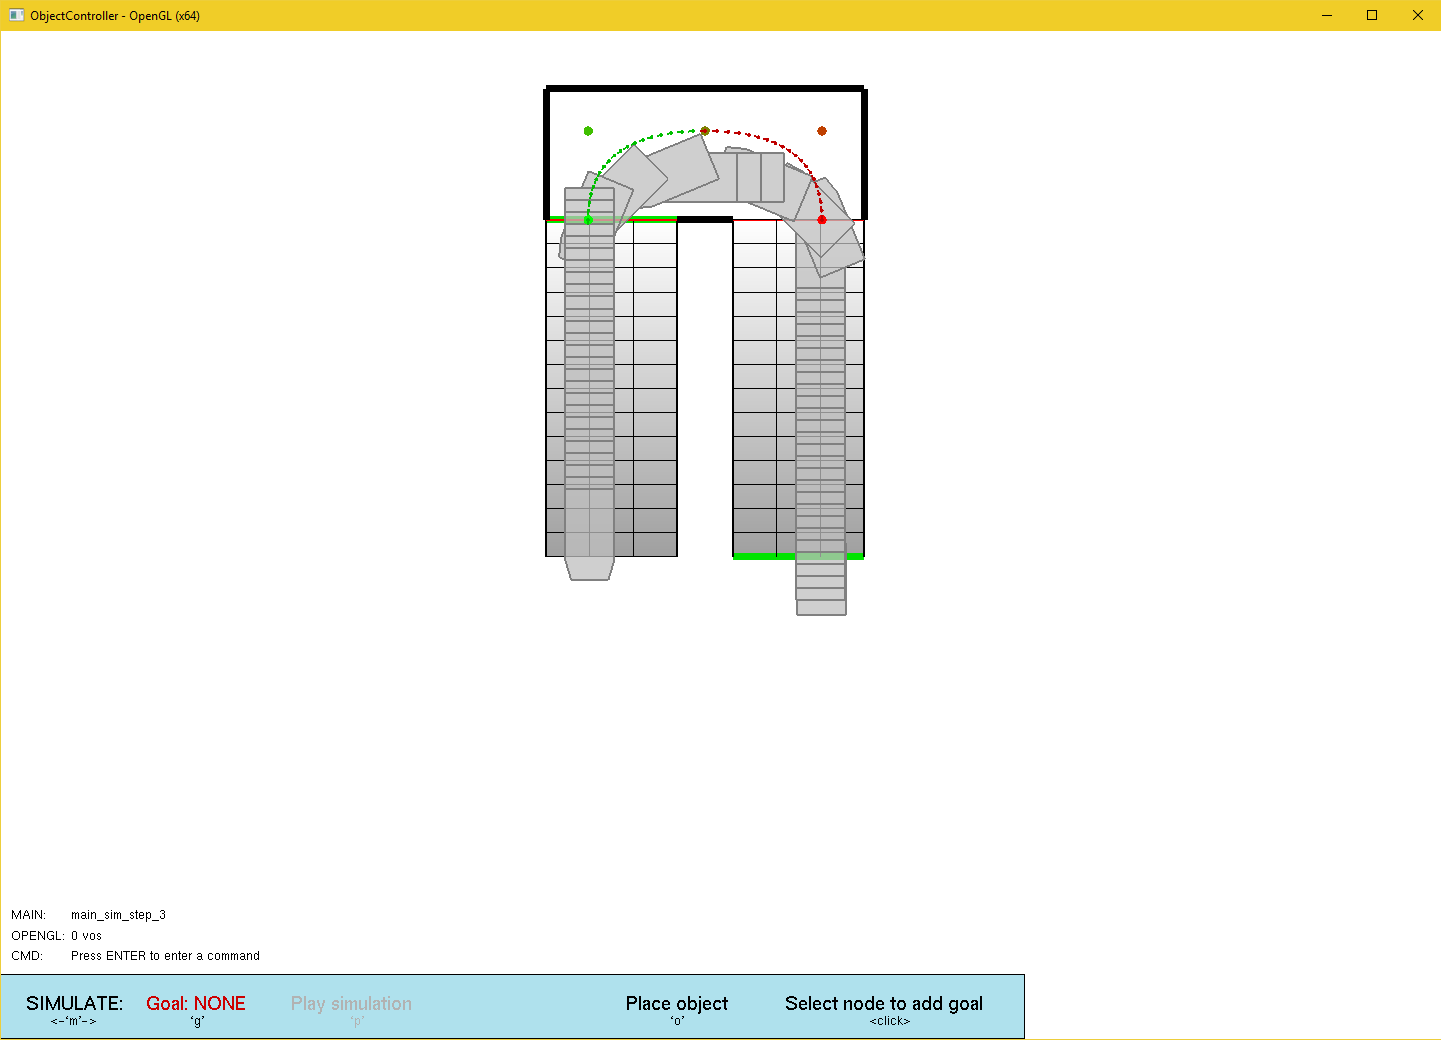 ObjectController - OpenGL (x64)
MAIN: main_sim_step_3
OPENGL: 0 vos
CMD: Press ENTER to enter a command
SIMULATE: Goal: NONE Play simulation Place object Select node to add goal
<-‘m’-> ‘g’ ‘p’ ‘o’ <click>